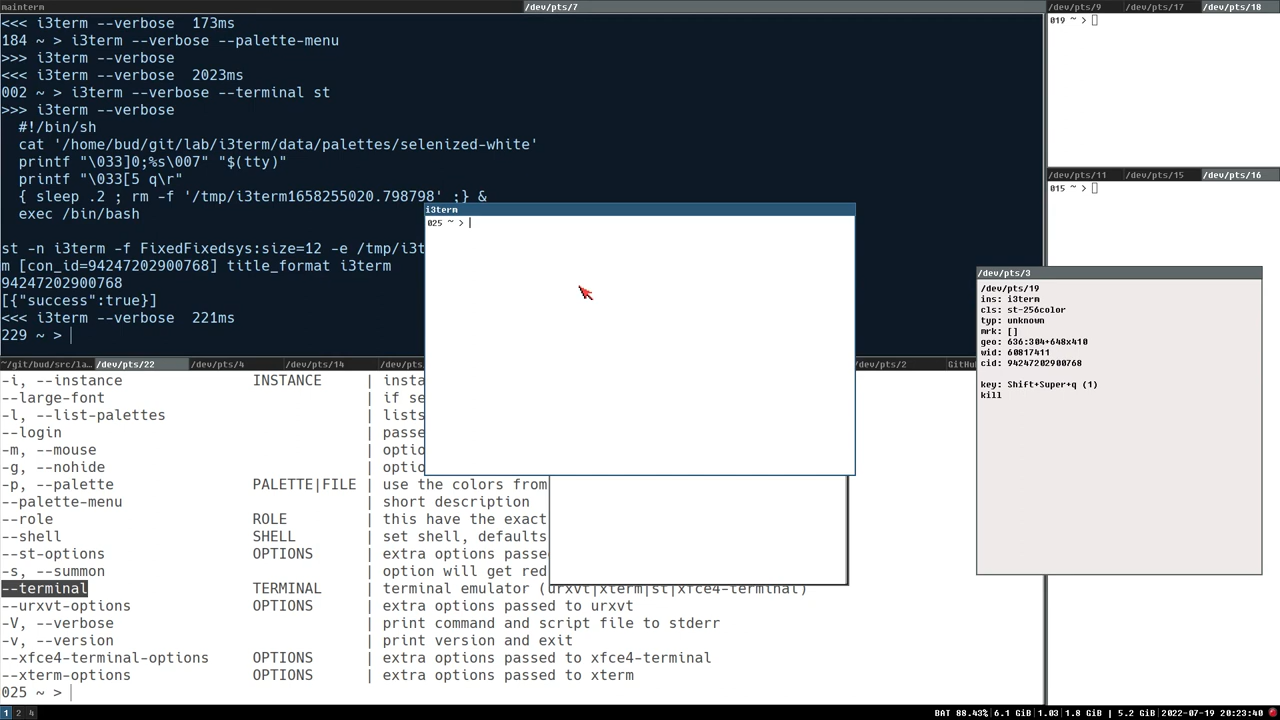 mainterm
/dev/pts/7
<<< i3term --verbose  173ms
184 ~ > i3term --verbose --palette-menu
>>> i3term --verbose
<<< i3term --verbose  2023ms
002 ~ > i3term --verbose --terminal st
>>> i3term --verbose
#!/bin/sh
cat '/home/bud/git/lab/i3term/data/palettes/selenized-white'
printf "\033]0;%s\007" "$(tty)"
printf "\033[5 q\r"
{ sleep .2 ; rm -f '/tmp/i3term1658255020.798798' ;} &
exec /bin/bash
st -n i3term -f FixedFixedsys:size=12 -e /tmp/i3t
m [con_id=94247202900768] title_format i3term
94247202900768
[{"success":true}]
<<< i3term --verbose  221ms
229 ~ >
/dev/pts/9
/dev/pts/17
/dev/pts/18
019 ~ >
/dev/pts/11
/dev/pts/15
/dev/pts/16
015 ~ >
i3term
025 ~ >
/dev/pts/3
/dev/pts/19
ins: i3term
cls: st-256color
typ: unknown
mrk: []
geo: 636:304+648x410
wid: 60817411
cid: 94247202900768
key: Shift+Super+q (1)
kill
~/git/bud/src/la…
/dev/pts/22
/dev/pts/4
/dev/pts/14
/dev/pts/2
GitHu
-i, --instance INSTANCE | insta
--large-font | if se
-l, --list-palettes | lists
--login | passe
-m, --mouse | optio
-g, --nohide | optio
-p, --palette PALETTE|FILE | use the colors from
--palette-menu | short description
--role ROLE | this have the exact
--shell SHELL | set shell, defaults
--st-options OPTIONS | extra options passe
-s, --summon | option will get red
--terminal TERMINAL | terminal emulator (urxvt|xterm|st|xfce4-terminal)
--urxvt-options OPTIONS | extra options passed to urxvt
-V, --verbose | print command and script file to stderr
-v, --version | print version and exit
--xfce4-terminal-options OPTIONS | extra options passed to xfce4-terminal
--xterm-options OPTIONS | extra options passed to xterm
025 ~ >
1 2 4
BAT 88.43%| 6.1 GiB| 1.03 | 1.8 GiB | 5.2 GiB | 2022-07-19 20:23:40